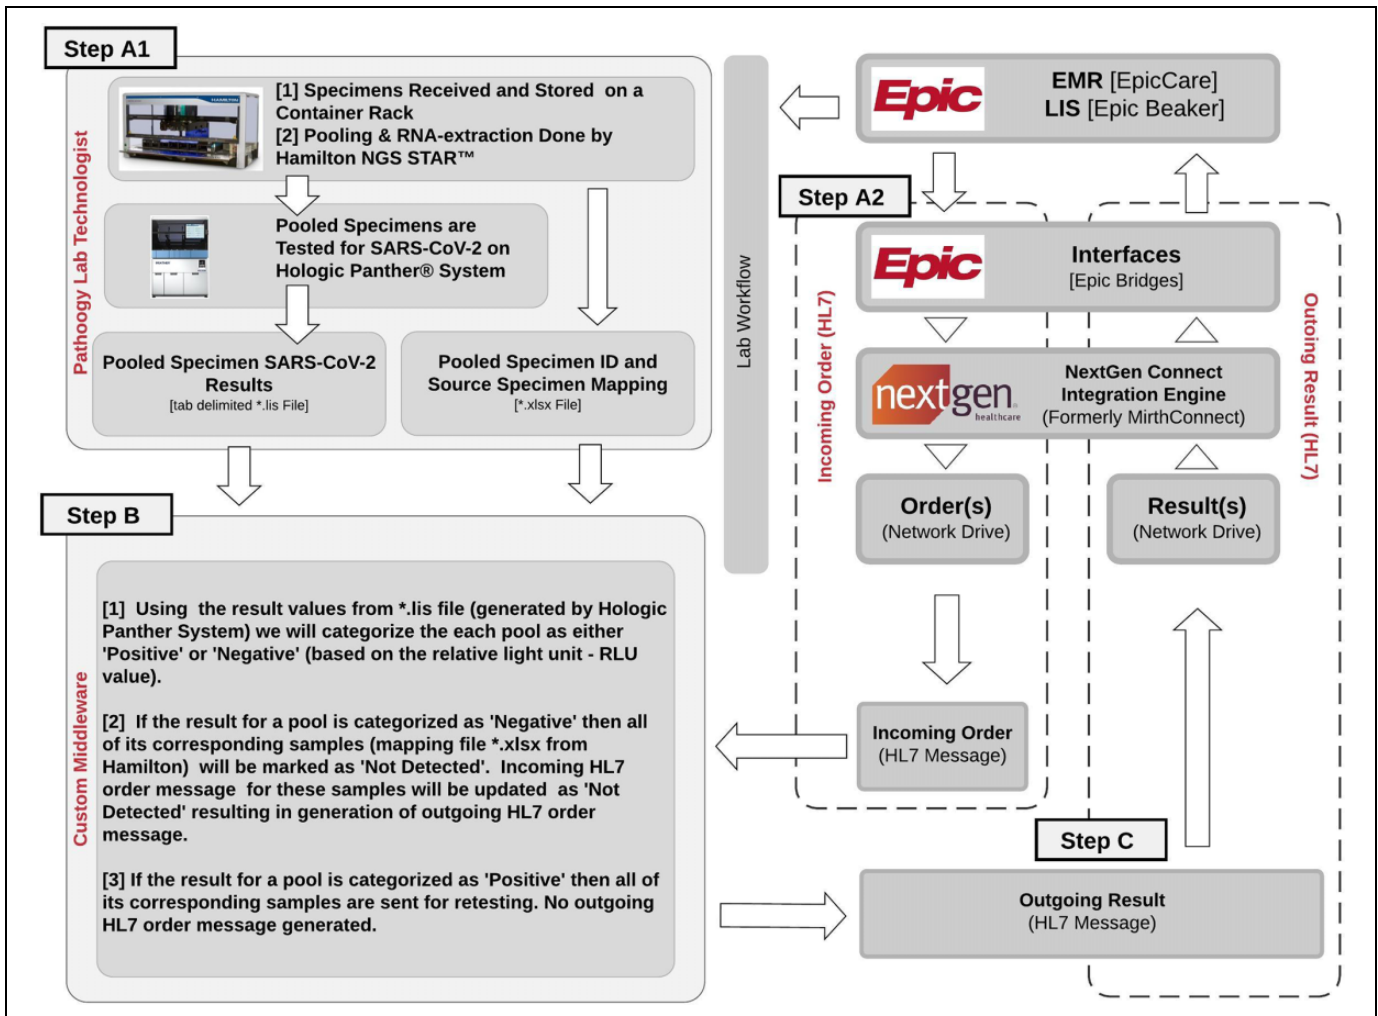 Step A1
[1] Specimens Received and Stored on a
Container Rack
[2] Pooling & RNA-extraction Done by
Hamilton NGS STAR™
HAMILTON
Pooled Specimens are
Tested for SARS-CoV-2 on
Hologic Panther® System
Pathoogy Lab Technologist
Pooled Specimen SARS-CoV-2
Results
[tab delimited *.lis File]
Pooled Specimen ID and
Source Specimen Mapping
[*.xlsx File]
Step B
Custom Middleware
[1] Using the result values from *.lis file (generated by Hologic
Panther System) we will categorize the each pool as either
'Positive' or 'Negative' (based on the relative light unit - RLU
value).
[2] If the result for a pool is categorized as 'Negative' then all
of its corresponding samples (mapping file *.xlsx from
Hamilton) will be marked as 'Not Detected'. Incoming HL7
order message for these samples will be updated as 'Not
Detected' resulting in generation of outgoing HL7 order
message.
[3] If the result for a pool is categorized as 'Positive' then all of
its corresponding samples are sent for retesting. No outgoing
HL7 order message generated.
Lab Workflow
Epic
EMR [EpicCare]
LIS [Epic Beaker]
Step A2
Epic
Interfaces
[Epic Bridges]
Incoming Order (HL7)
Outoing Result (HL7)
nextgen
healthcare
NextGen Connect
Integration Engine
(Formerly MirthConnect)
Order(s)
(Network Drive)
Result(s)
(Network Drive)
Incoming Order
(HL7 Message)
Step C
Outgoing Result
(HL7 Message)